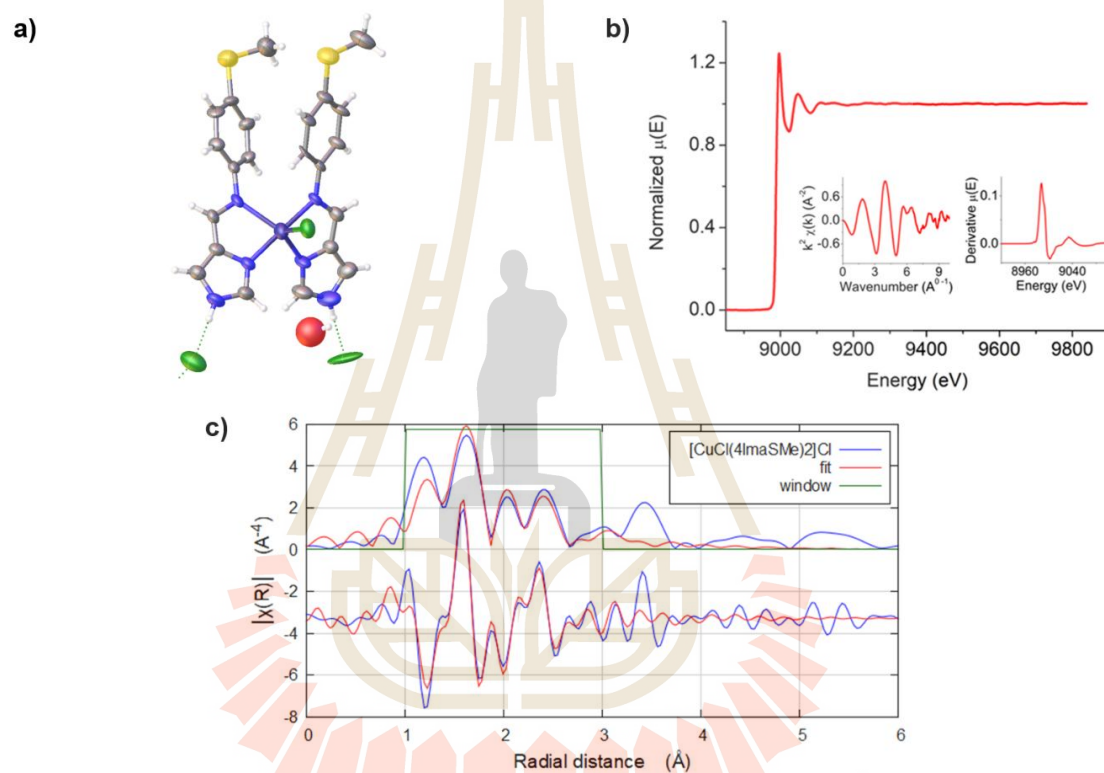 a)
b)
Normalized μ(E)
1.2
0.8
0.4
0.0
k² χ(k) (A⁻²)
0.6
0.0
-0.6
0 3 6 9
Wavenumber (A⁰⁻¹)
Derivative μ(E)
0.1
0.0
8960 9040
Energy (eV)
9000 9200 9400 9600 9800
Energy (eV)
c)
[CuCl(4ImaSMe)2]Cl
fit
window
|χ(R)| (A⁻⁴)
6
4
2
0
-2
-4
-6
-8
0 1 2 3 4 5 6
Radial distance (Å)